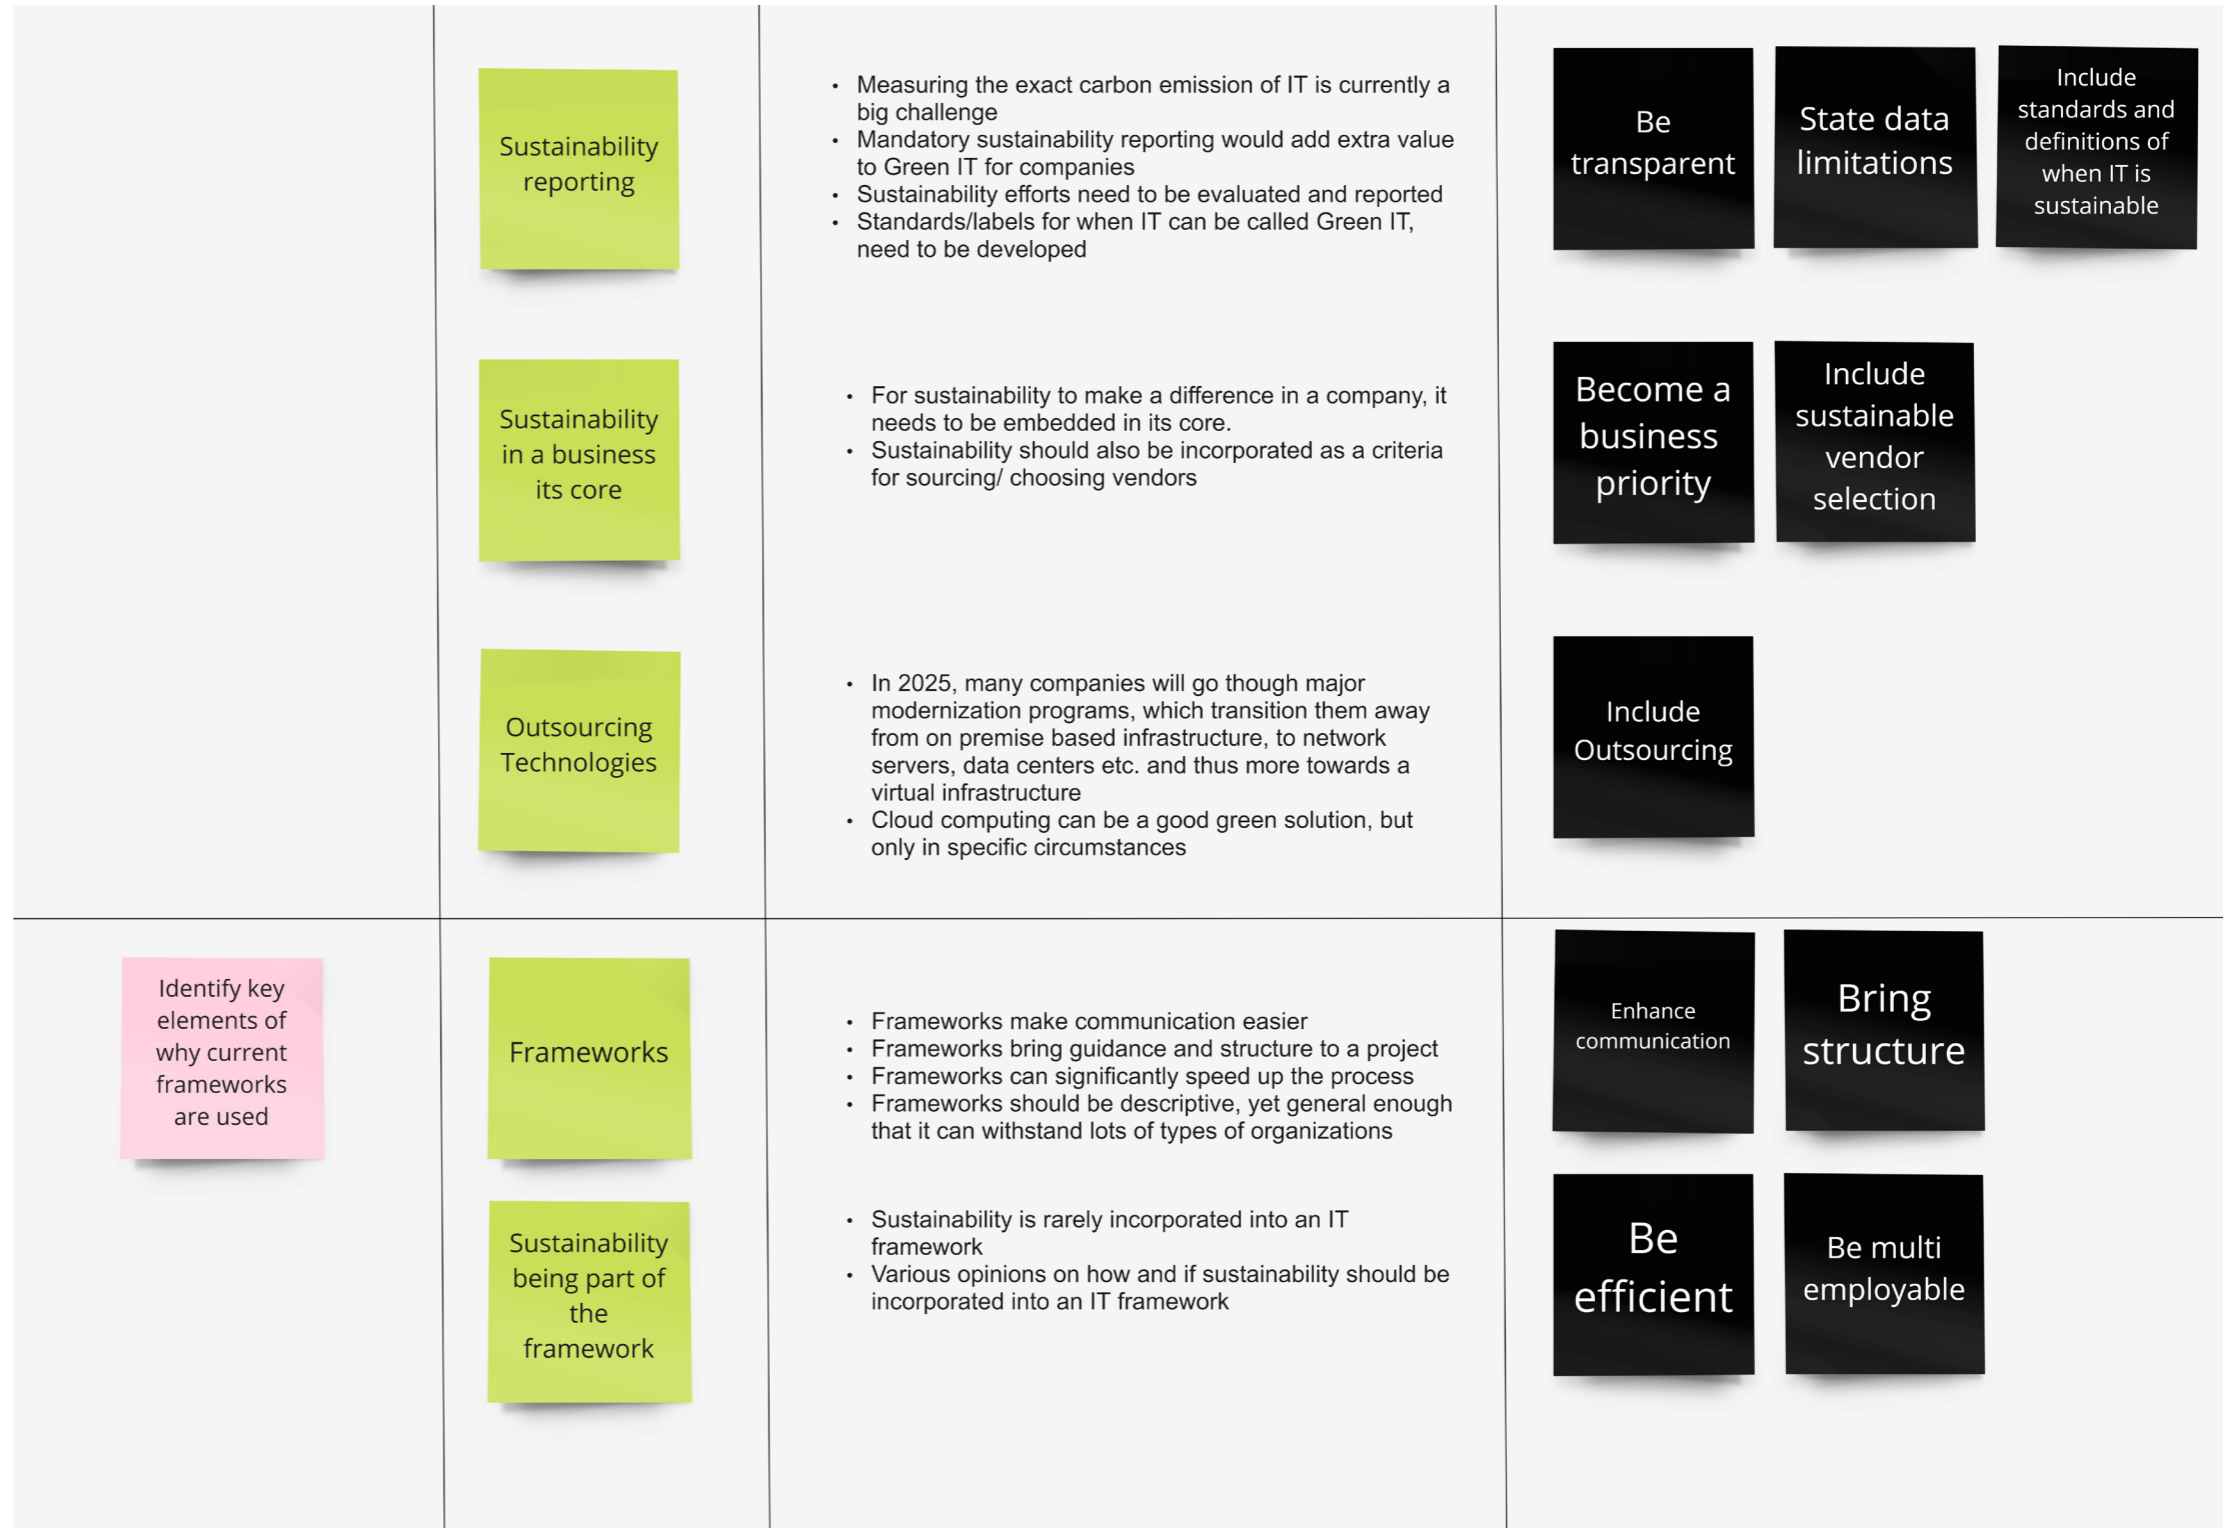 Sustainability
reporting
• Measuring the exact carbon emission of IT is currently a
big challenge
• Mandatory sustainability reporting would add extra value
to Green IT for companies
• Sustainability efforts need to be evaluated and reported
• Standards/labels for when IT can be called Green IT,
need to be developed
Be
transparent
State data
limitations
Include
standards and
definitions of
when IT is
sustainable
Sustainability
in a business
its core
• For sustainability to make a difference in a company, it
needs to be embedded in its core.
• Sustainability should also be incorporated as a criteria
for sourcing/ choosing vendors
Become a
business
priority
Include
sustainable
vendor
selection
Outsourcing
Technologies
• In 2025, many companies will go though major
modernization programs, which transition them away
from on premise based infrastructure, to network
servers, data centers etc. and thus more towards a
virtual infrastructure
• Cloud computing can be a good green solution, but
only in specific circumstances
Include
Outsourcing
Identify key
elements of
why current
frameworks
are used
Frameworks
• Frameworks make communication easier
• Frameworks bring guidance and structure to a project
• Frameworks can significantly speed up the process
• Frameworks should be descriptive, yet general enough
that it can withstand lots of types of organizations
Enhance
communication
Bring
structure
Sustainability
being part of
the
framework
• Sustainability is rarely incorporated into an IT
framework
• Various opinions on how and if sustainability should be
incorporated into an IT framework
Be
efficient
Be multi
employable